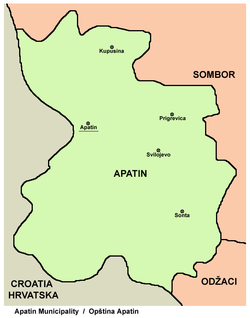 Kupusina
SOMBOR
Prigrevica
Apatin
Svilojevo
APATIN
Sonta
CROATIA
HRVATSKA
ODŽACI
Apatin Municipality / Opština Apatin